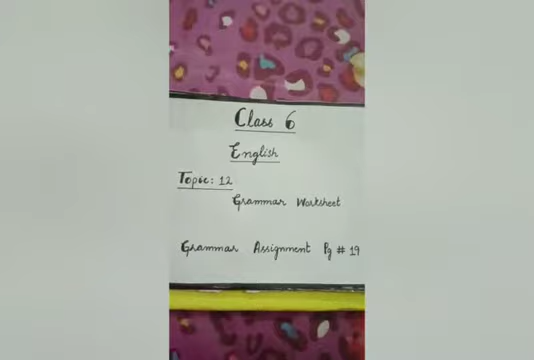 Class 6
English
Topic: 12
Grammar Worksheet
Grammar Assignment Pg # 19